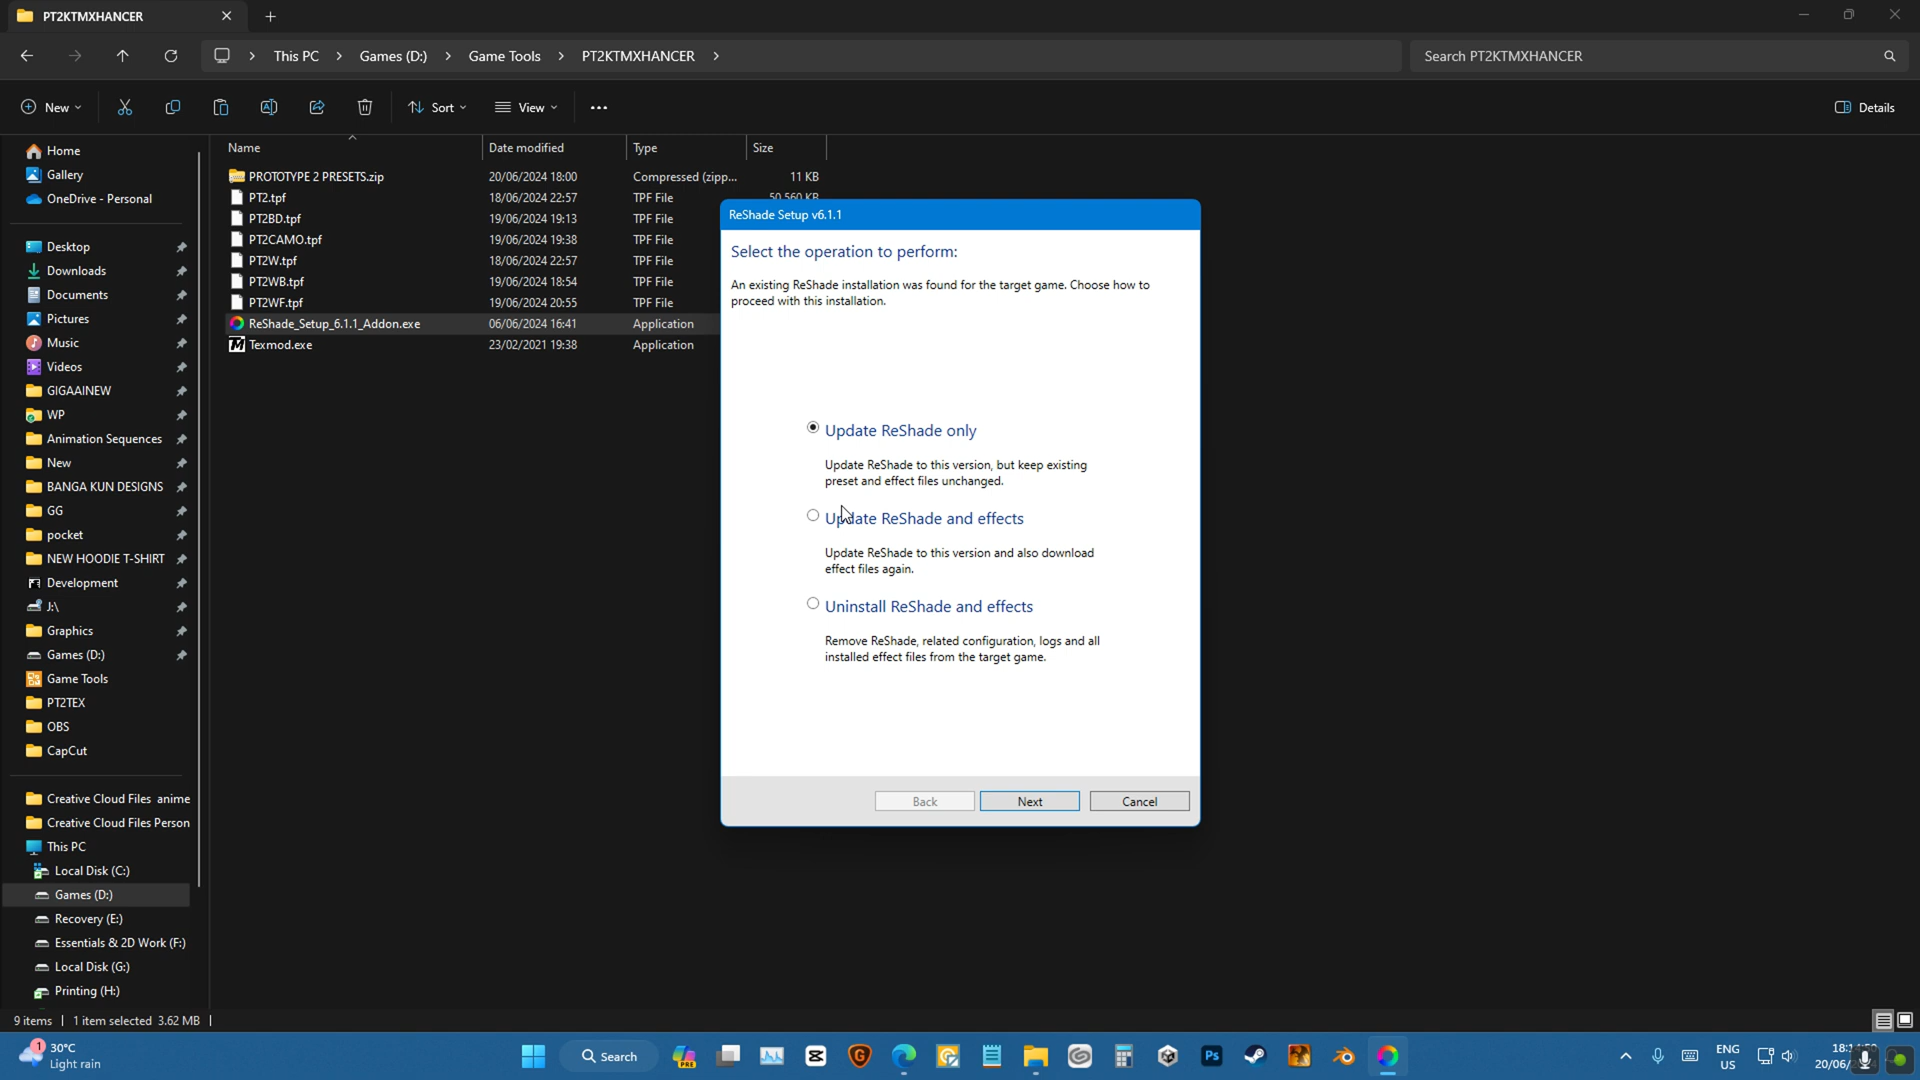 PT2KTMXHANCER
This PC > Games (D:) > Game Tools > PT2KTMXHANCER >
Search PT2KTMXHANCER
New
Sort
View
Details
Name Date modified Type Size
PROTOTYPE 2 PRESETS.zip 20/06/2024 18:00 Compressed (zipp... 11 KB
PT2.tpf 18/06/2024 22:57 TPF File 50,560 KB
PT2BD.tpf 19/06/2024 19:13 TPF File
PT2CAMO.tpf 19/06/2024 19:38 TPF File
PT2W.tpf 18/06/2024 22:57 TPF File
PT2WB.tpf 19/06/2024 18:54 TPF File
PT2WF.tpf 19/06/2024 20:55 TPF File
ReShade_Setup_6.1.1_Addon.exe 06/06/2024 16:41 Application
Texmod.exe 23/02/2021 19:38 Application
Home
Gallery
OneDrive - Personal
Desktop
Downloads
Documents
Pictures
Music
Videos
GIGAAINEW
WP
Animation Sequences
New
BANGA KUN DESIGNS
GG
pocket
NEW HOODIE T-SHIRT
Development
J:\
Graphics
Games (D:)
Game Tools
PT2TEX
OBS
CapCut
Creative Cloud Files anime
Creative Cloud Files Person
This PC
Local Disk (C:)
Games (D:)
Recovery (E:)
Essentials & 2D Work (F:)
Local Disk (G:)
Printing (H:)
ReShade Setup v6.1.1
Select the operation to perform:
An existing ReShade installation was found for the target game. Choose how to
proceed with this installation.
Update ReShade only
Update ReShade to this version, but keep existing
preset and effect files unchanged.
Update ReShade and effects
Update ReShade to this version and also download
effect files again.
Uninstall ReShade and effects
Remove ReShade, related configuration, logs and all
installed effect files from the target game.
Back
Next
Cancel
9 items
1 item selected 3.62 MB
1
30°C
Light rain
Search
PRE
Ps
ENG
US
20/06/